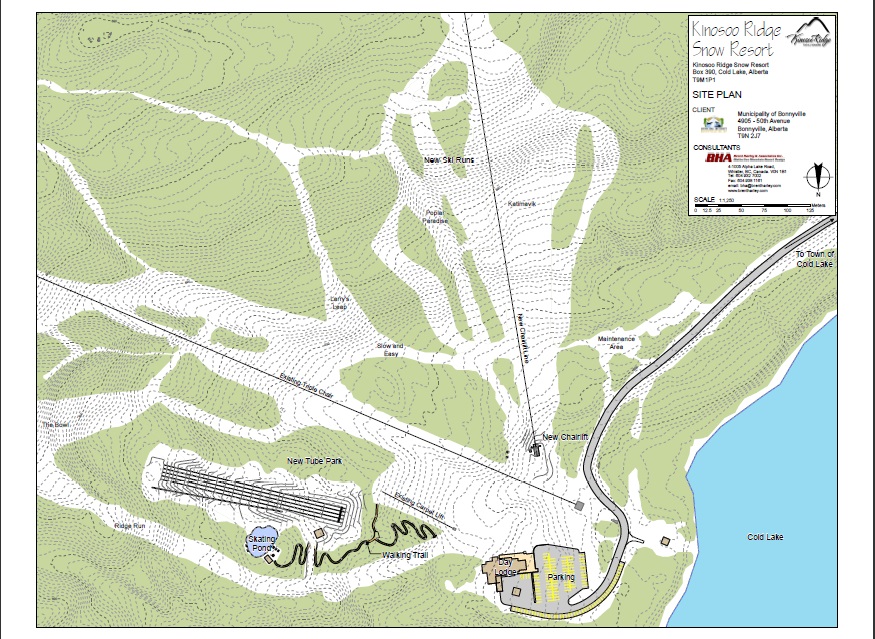 Kinosoo Ridge
Snow Resort
Kinosoo Ridge
Kinosoo Ridge Snow Resort
Box 390, Cold Lake, Alberta
T9M1P1
SITE PLAN
CLIENT
Municipality of Bonnyville
4905 - 50th Avenue
Bonnyville, Alberta
T9N 2J7
CONSULTANTS
BHA
N
SCALE 1:1,250
0 12.5 25 50 75 100 125
Meters
New Ski Runs
Kallmavik
Poplar
Paradise
To Town of
Cold Lake
Larry's
Leap
New Chairlift Line
Maintenance
Area
Slow and
Easy
Existing Triple Chair
The Bowl
New Chairlift
New Tube Park
Existing Carpet Lift
Ridge Run
Skating
Pond
Walking Trail
Cold Lake
Day
Lodge
Parking